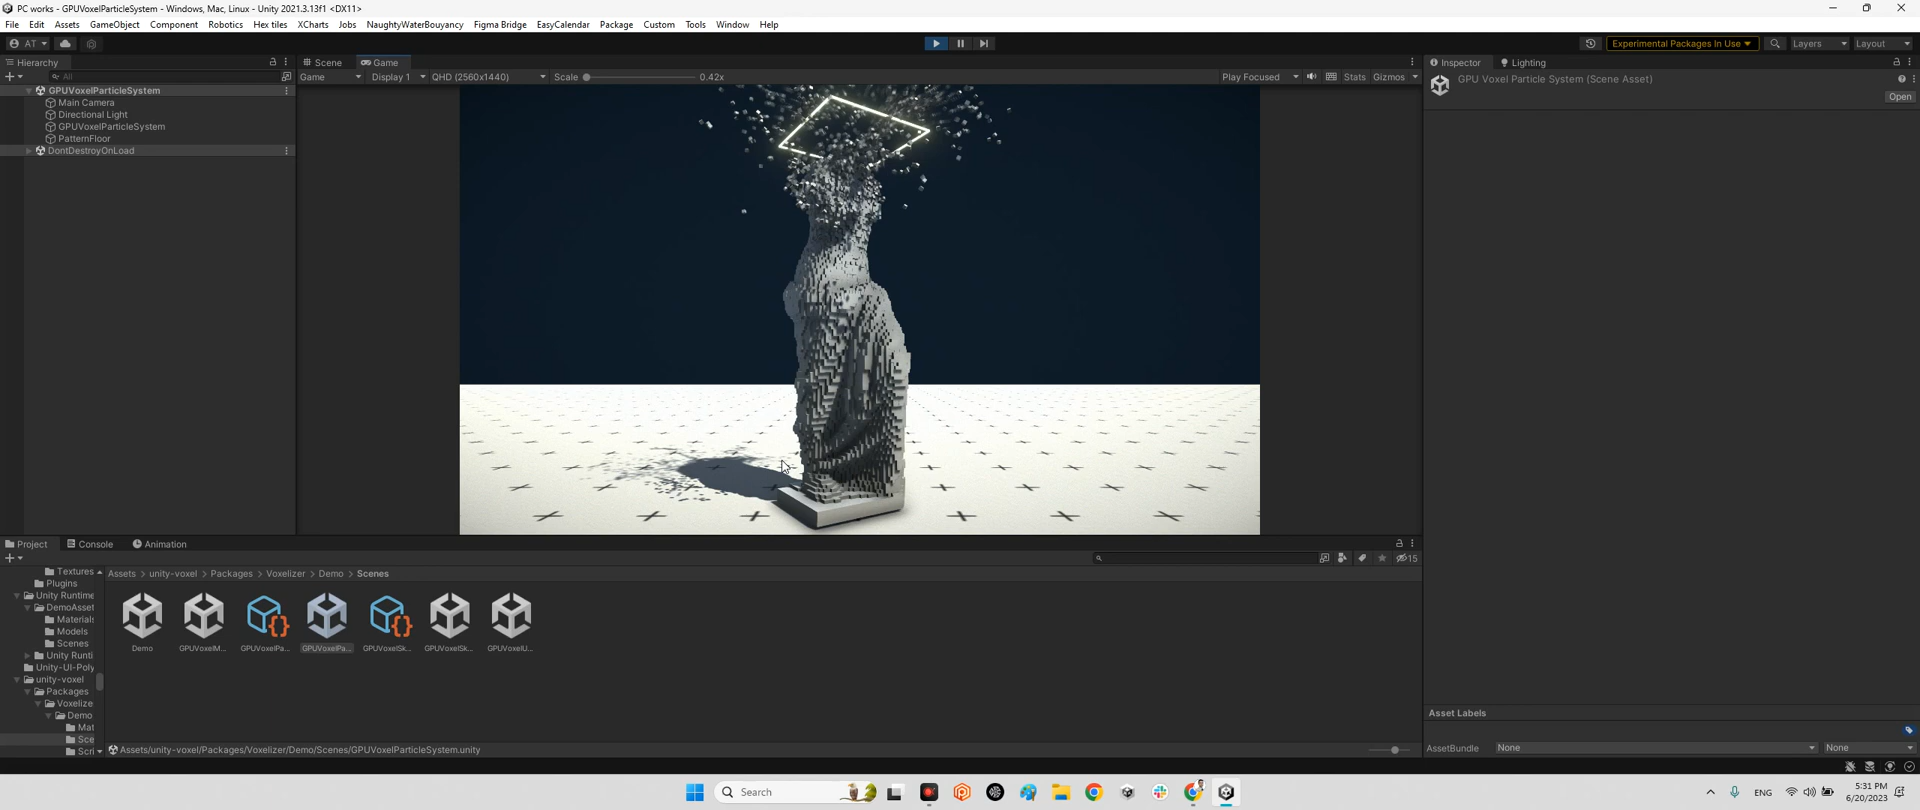 PC works - GPUVoxelParticleSystem - Windows, Mac, Linux - Unity 2021.3.13f1 <DX11>
File Edit Assets GameObject Component Robotics Hex tiles XCharts Jobs NaughtyWaterBouyancy Figma Bridge EasyCalendar Package Custom Tools Window Help
AT Experimental Packages In Use Layers Layout
Hierarchy
All
GPUVoxelParticleSystem
Main Camera
Directional Light
GPUVoxelParticleSystem
PatternFloor
DontDestroyOnLoad
Scene Game
Game Display 1 QHD (2560x1440) Scale 0.42x Play Focused Stats Gizmos
Inspector Lighting
GPU Voxel Particle System (Scene Asset)
Open
Project Console Animation
15
Textures
Plugins
Unity Runtime
DemoAsset
Materials
Models
Scenes
Unity Runti
Unity-UI-Poly
unity-voxel
Packages
Voxelize
Demo
Mat
Sce
Scri
Assets > unity-voxel > Packages > Voxelizer > Demo > Scenes
Demo GPUVoxelM... GPUVoxelPa... GPUVoxelPa... GPUVoxelSk... GPUVoxelSk... GPUVoxelU...
Assets/unity-voxel/Packages/Voxelizer/Demo/Scenes/GPUVoxelParticleSystem.unity
Asset Labels
AssetBundle None None
Search
ENG
5:31 PM
6/20/2023